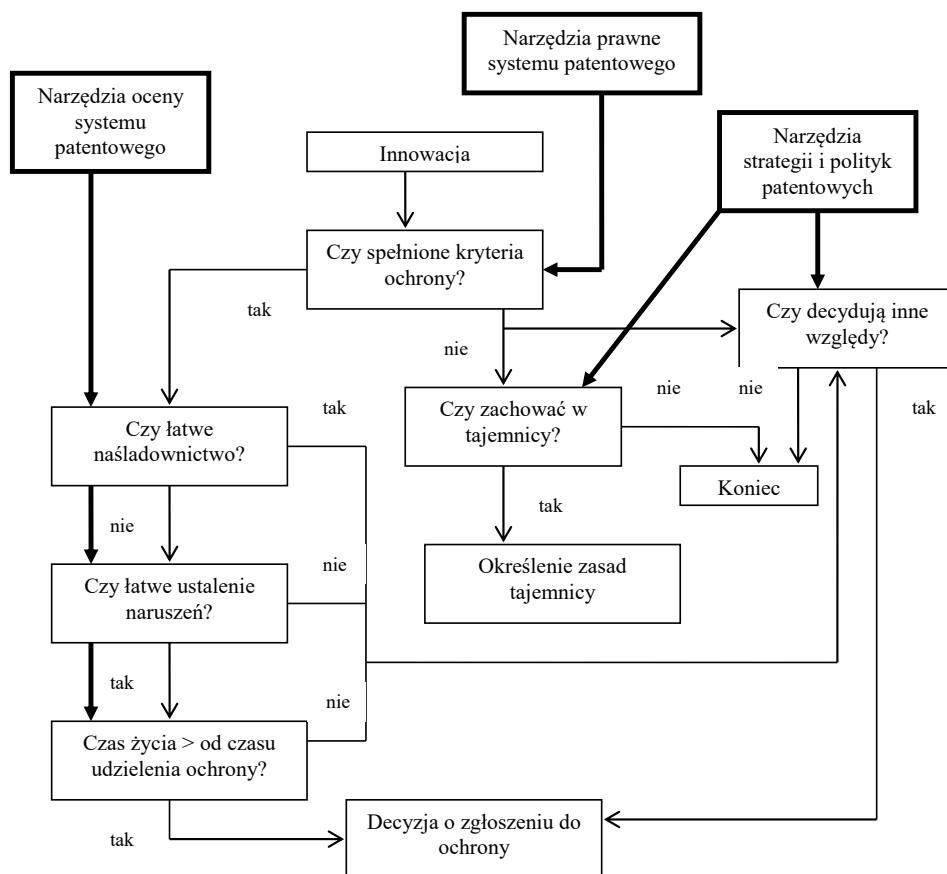 Narzędzia prawne
systemu patentowego
Narzędzia oceny
systemu
patentowego
Narzędzia
strategii i polityk
patentowych
Innowacja
Czy spełnione kryteria
ochrony?
tak
nie
Czy decydują inne
względy?
nie
nie
tak
tak
Czy zachować w
tajemnicy?
Czy łatwe
naśladownictwo?
Koniec
tak
nie
Określenie zasad
tajemnicy
nie
Czy łatwe ustalenie
naruszeń?
tak
nie
Czas życia > od czasu
udzielenia ochrony?
tak
Decyzja o zgłoszeniu do
ochrony